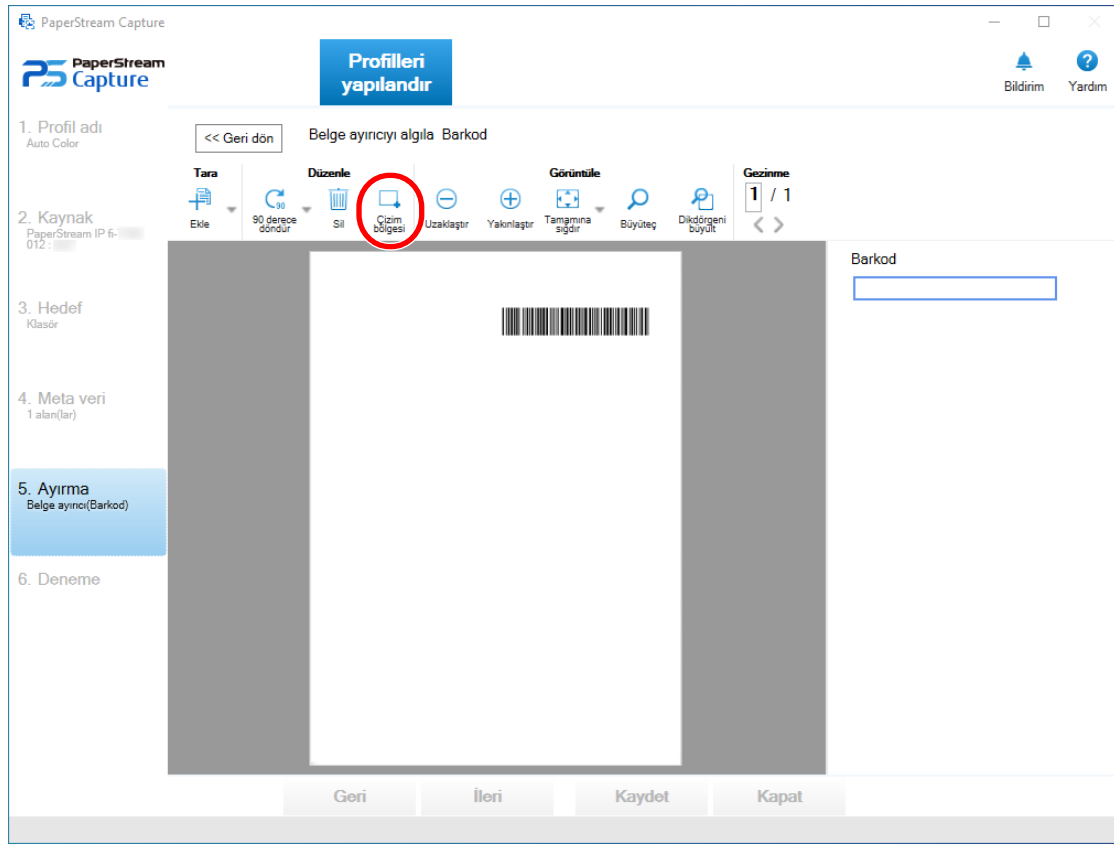 PaperStream Capture
PaperStream
Capture
Profilleri
yapılandır
Bildirim
Yardım
1. Profil adı
Auto Color
<< Geri dön
Belge ayırıcıyı algıla Barkod
Tara
Düzenle
Görüntüle
Gezinme
90
1 / 1
Ekle
90 derece
döndür
Sil
Çizim
bölgesi
Uzaklaştır
Yakınlaştır
Tamamına
sığdır
Büyüteç
Dikdörgeni
büyült
2. Kaynak
PaperStream IP fi-
012 :
3. Hedef
Klasör
4. Meta veri
1 alan(lar)
5. Ayırma
Belge ayırıcı(Barkod)
6. Deneme
Barkod
Geri
İleri
Kaydet
Kapat